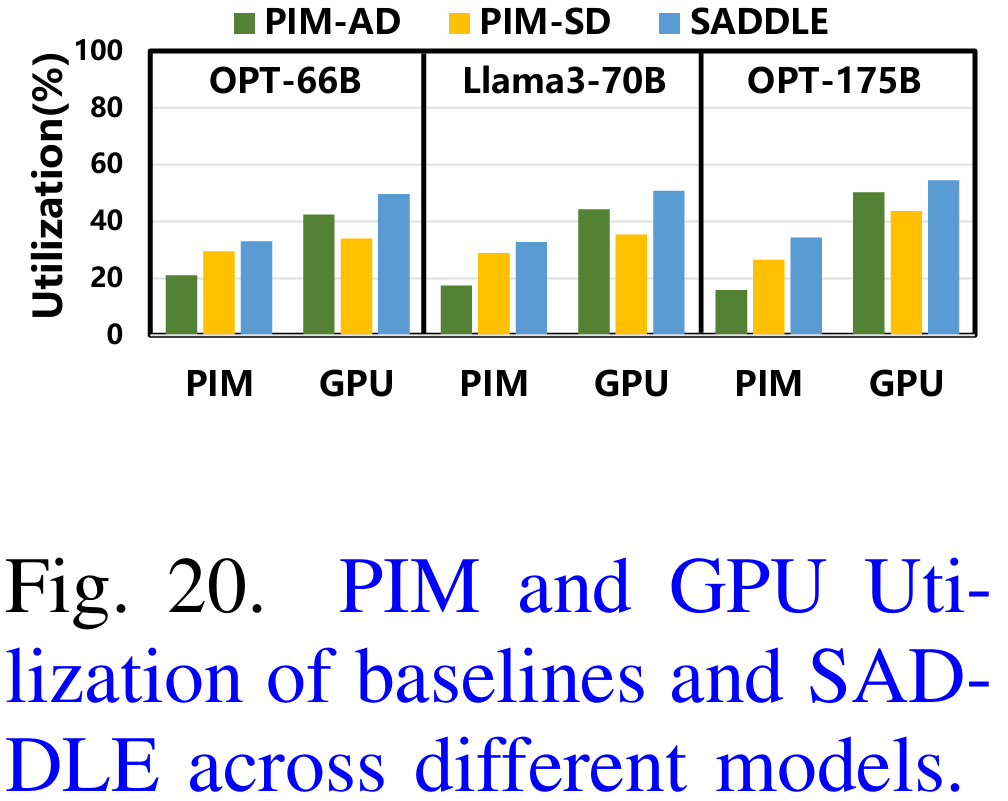 PIM-AD PIM-SD SADDLE
Utilization(%)
100
80
60
40
20
0
OPT-66B Llama3-70B OPT-175B
PIM GPU PIM GPU PIM GPU
Fig. 20. PIM and GPU Uti-
lization of baselines and SAD-
DLE across different models.